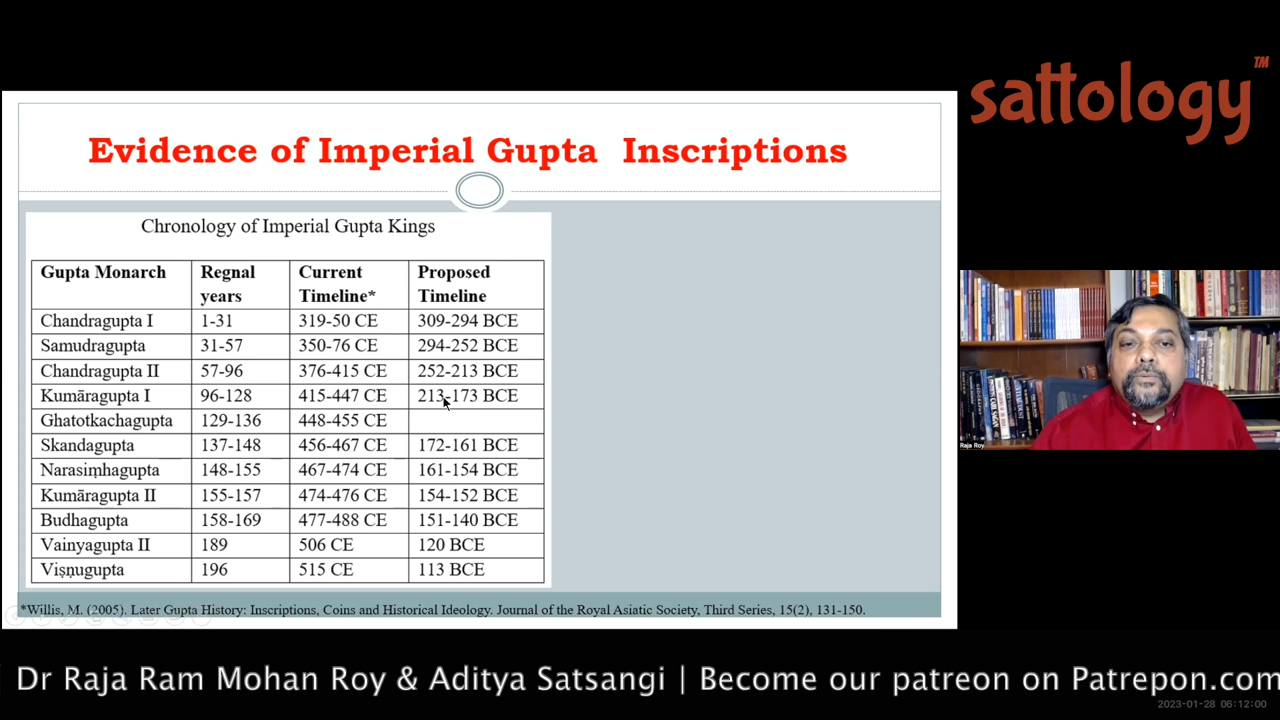 sattology™
Evidence of Imperial Gupta Inscriptions
Chronology of Imperial Gupta Kings
Gupta Monarch Regnal years Current Timeline* Proposed Timeline
Chandragupta I 1-31 319-50 CE 309-294 BCE
Samudragupta 31-57 350-76 CE 294-252 BCE
Chandragupta II 57-96 376-415 CE 252-213 BCE
Kumāragupta I 96-128 415-447 CE 213-173 BCE
Ghatotkachagupta 129-136 448-455 CE
Skandagupta 137-148 456-467 CE 172-161 BCE
Narasiṃhagupta 148-155 467-474 CE 161-154 BCE
Kumāragupta II 155-157 474-476 CE 154-152 BCE
Budhagupta 158-169 477-488 CE 151-140 BCE
Vainyagupta II 189 506 CE 120 BCE
Viṣṇugupta 196 515 CE 113 BCE
*Willis, M. (2005). Later Gupta History: Inscriptions, Coins and Historical Ideology. Journal of the Royal Asiatic Society, Third Series, 15(2), 131-150.
Raja Roy
| Dr Raja Ram Mohan Roy & Aditya Satsangi | Become our patreon on Patrepon.com
2023-01-28 06:12:00